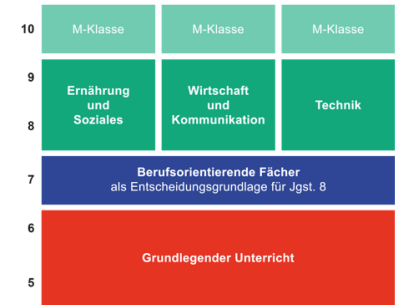 10
M-Klasse
M-Klasse
M-Klasse
9
8
Ernährung
und
Soziales
Wirtschaft
und
Kommunikation
Technik
7
Berufsorientierende Fächer
als Entscheidungsgrundlage für Jgst. 8
6
5
Grundlegender Unterricht